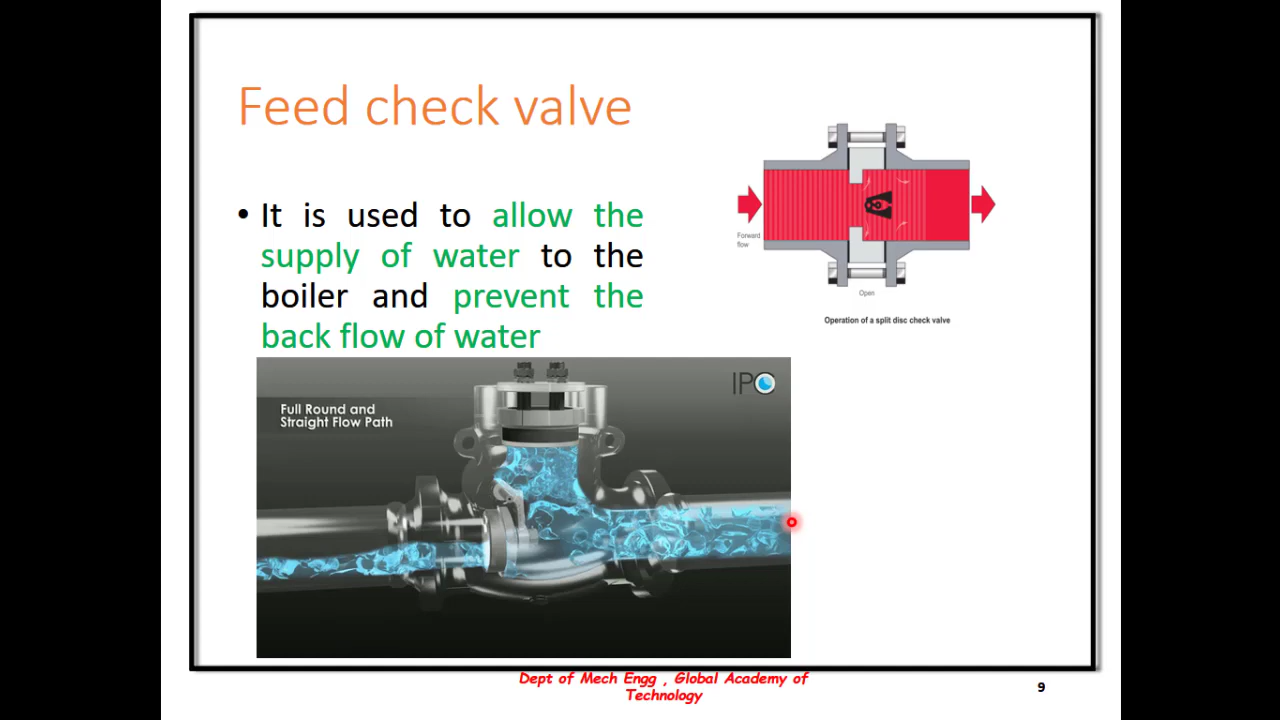 Feed check valve
• It is used to allow the
supply of water to the
boiler and prevent the
back flow of water
Forward
flow
Open
Operation of a split disc check valve
IPC
Full Round and
Straight Flow Path
Dept of Mech Engg , Global Academy of
Technology
9